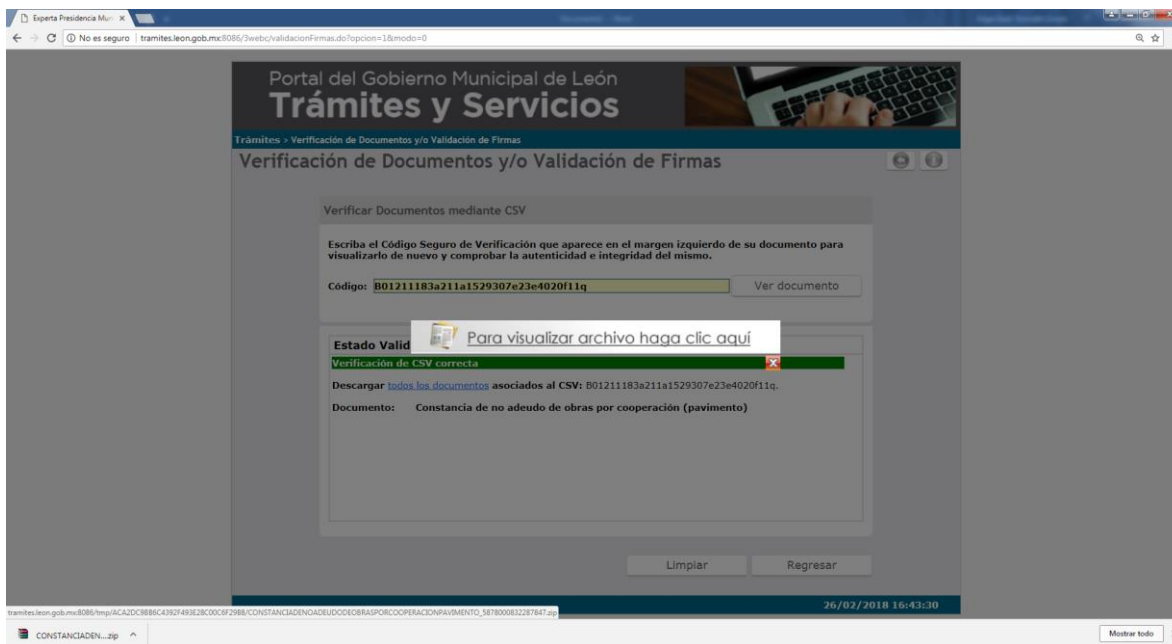 Experta Presidencia Mun
No es seguro | tramites.leon.gob.mx:8086/3webc/validacionFirmas.do?opcion=1&modo=0
Portal del Gobierno Municipal de León
Trámites y Servicios
Trámites > Verificación de Documentos y/o Validación de Firmas
Verificación de Documentos y/o Validación de Firmas
Verificar Documentos mediante CSV
Escriba el Código Seguro de Verificación que aparece en el margen izquierdo de su documento para
visualizarlo de nuevo y comprobar la autenticidad e integridad del mismo.
Código: B01211183a211a1529307e23e4020f11q Ver documento
Para visualizar archivo haga clic aquí
Estado Valid
Verificación de CSV correcta X
Descargar todos los documentos asociados al CSV: B01211183a211a1529307e23e4020f11q.
Documento: Constancia de no adeudo de obras por cooperación (pavimento)
Limpiar Regresar
26/02/2018 16:43:30
CONSTANCIADEN....zip Mostrar todo